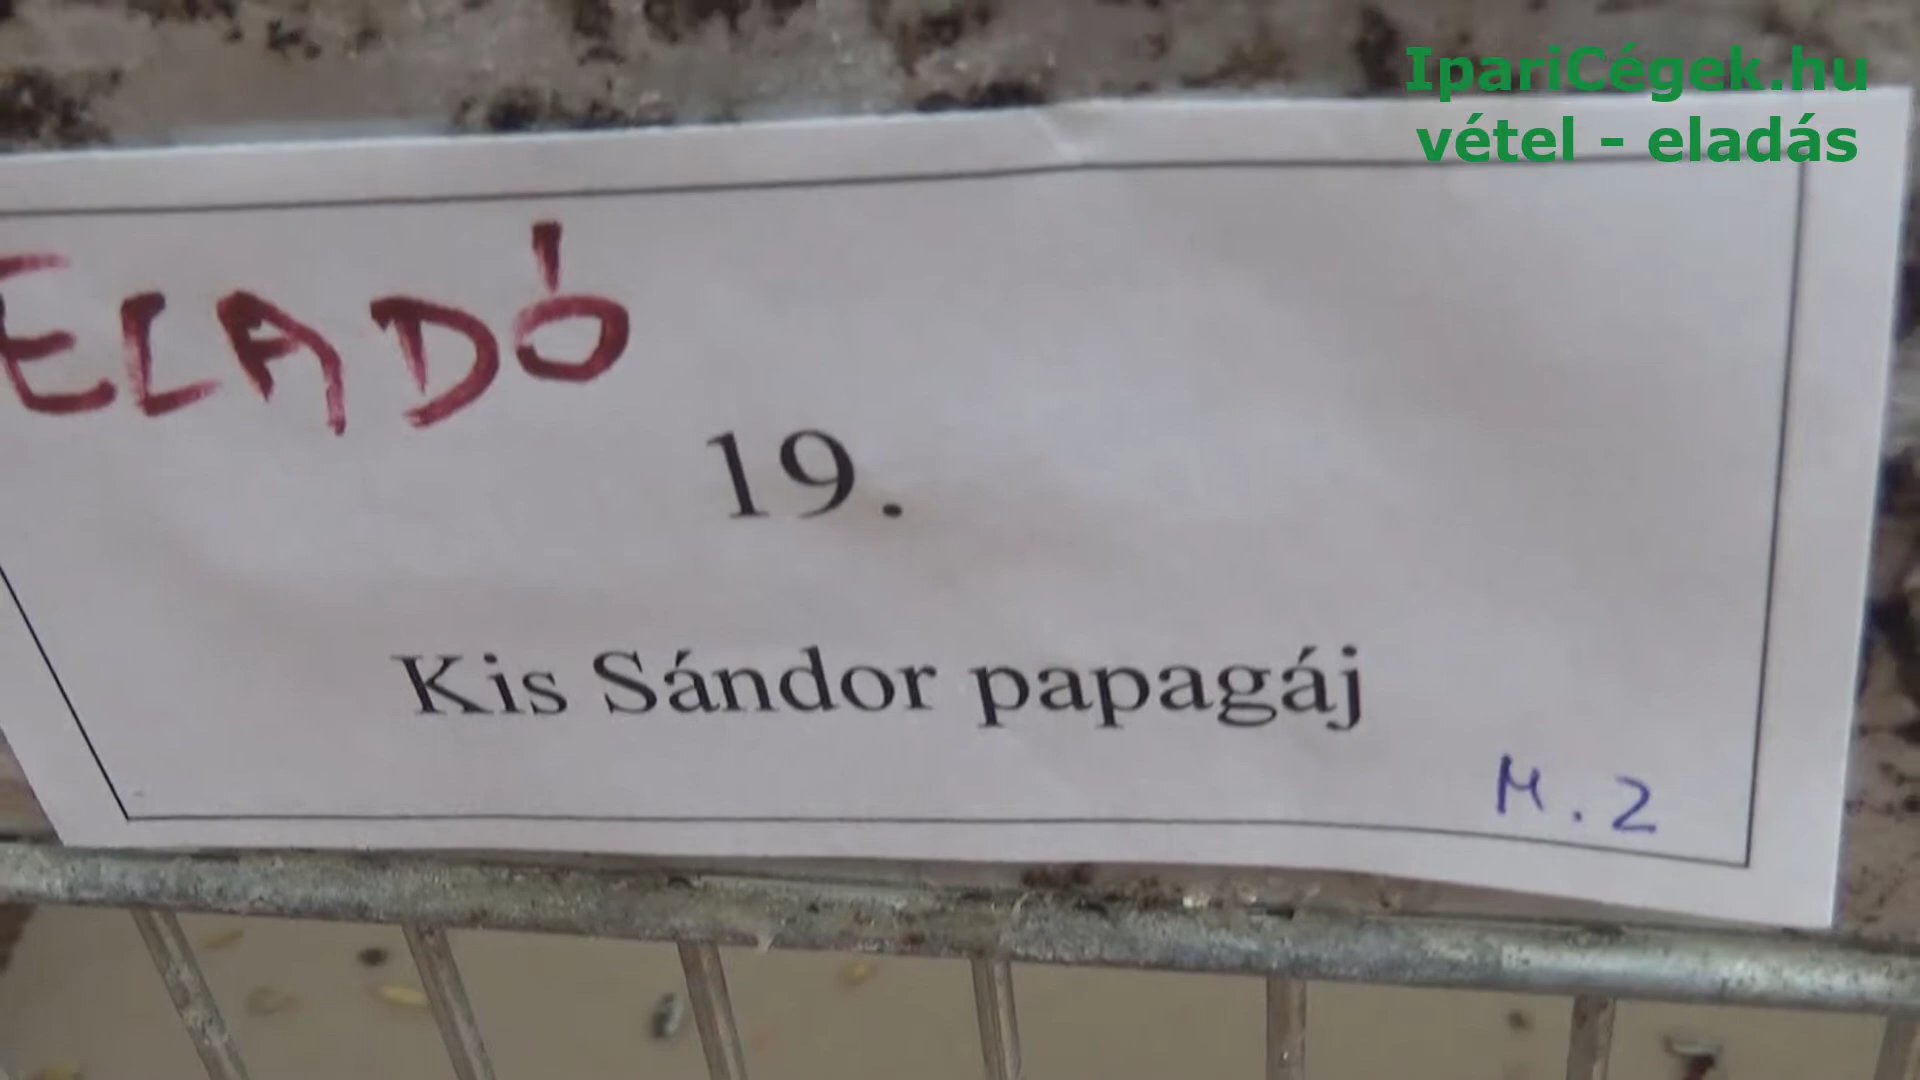 IpariCégek.hu
vétel - eladás
ELADÓ
19.
Kis Sándor papagáj
M.2